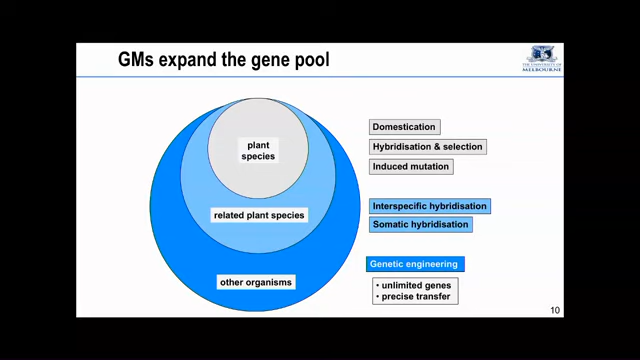 GMs expand the gene pool
THE UNIVERSITY OF
MELBOURNE
plant
species
related plant species
other organisms
Domestication
Hybridisation & selection
Induced mutation
Interspecific hybridisation
Somatic hybridisation
Genetic engineering
• unlimited genes
• precise transfer
10